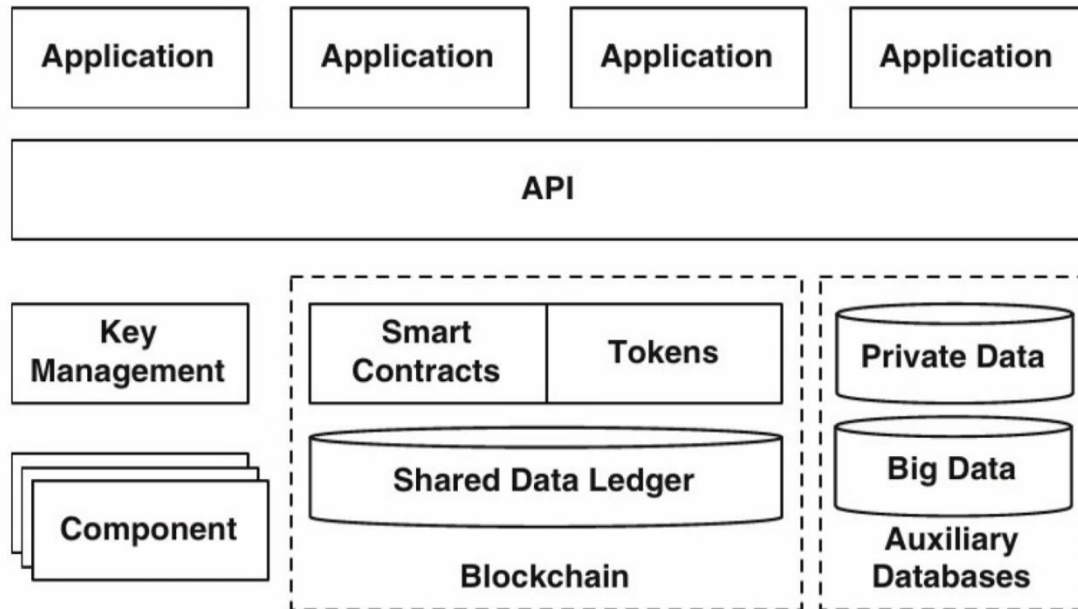 Application
Application
Application
Application
API
Key
Management
Smart
Contracts
Tokens
Private Data
Shared Data Ledger
Big Data
Component
Blockchain
Auxiliary
Databases